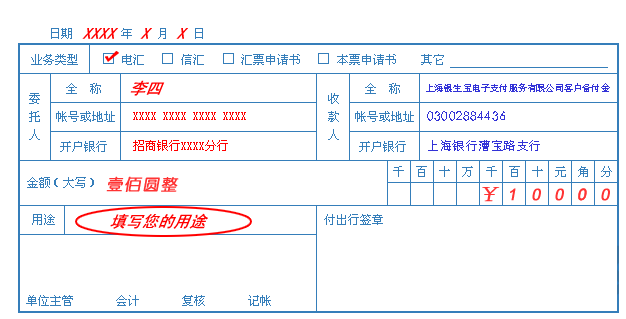 日期 XXXX 年 X 月 X 日
业务类型 电汇 信汇 汇票申请书 本票申请书 其它
委托人 全 称 李四 收款人 全 称 上海银生宝电子支付服务有限公司客户备付金
帐号或地址 XXXX XXXX XXXX XXXX 帐号或地址 03002884436
开户银行 招商银行XXXX分行 开户银行 上海银行漕宝路支行
金额(大写) 壹佰圆整 千 百 十 万 千 百 十 元 角 分
¥ 1 0 0 0 0
用途 填写您的用途 付出行签章
单位主管 会计 复核 记帐